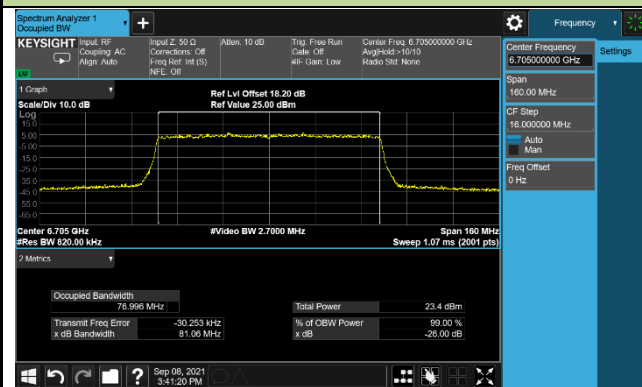 Spectrum Analyzer 1
Occupied BW
Frequency
KEYSIGHT
Input: RF
Coupling: AC
Align: Auto
Input Z: 50 Ω
Corrections: Off
Freq Ref: Int (S)
NFE: Off
Atten: 10 dB
Trig: Free Run
Gate: Off
#IF Gain: Low
Center Freq: 6.705000000 GHz
Avg|Hold:>10/10
Radio Std: None
LXI
Center Frequency
6.705000000 GHz
Settings
Span
160.00 MHz
CF Step
16.000000 MHz
Auto
Man
Freq Offset
0 Hz
1 Graph
Scale/Div 10.0 dB
Ref Lvl Offset 18.20 dB
Ref Value 25.00 dBm
Log
15.0
5.00
-5.00
-15.0
-25.0
-35.0
-45.0
-55.0
-65.0
Center 6.705 GHz
#Video BW 2.7000 MHz
Span 160 MHz
#Res BW 820.00 kHz
Sweep 1.07 ms (2001 pts)
2 Metrics
Occupied Bandwidth
76.996 MHz
Total Power
23.4 dBm
Transmit Freq Error
-30.253 kHz
% of OBW Power
99.00 %
x dB Bandwidth
81.06 MHz
x dB
-26.00 dB
?
Sep 08, 2021
3:41:20 PM